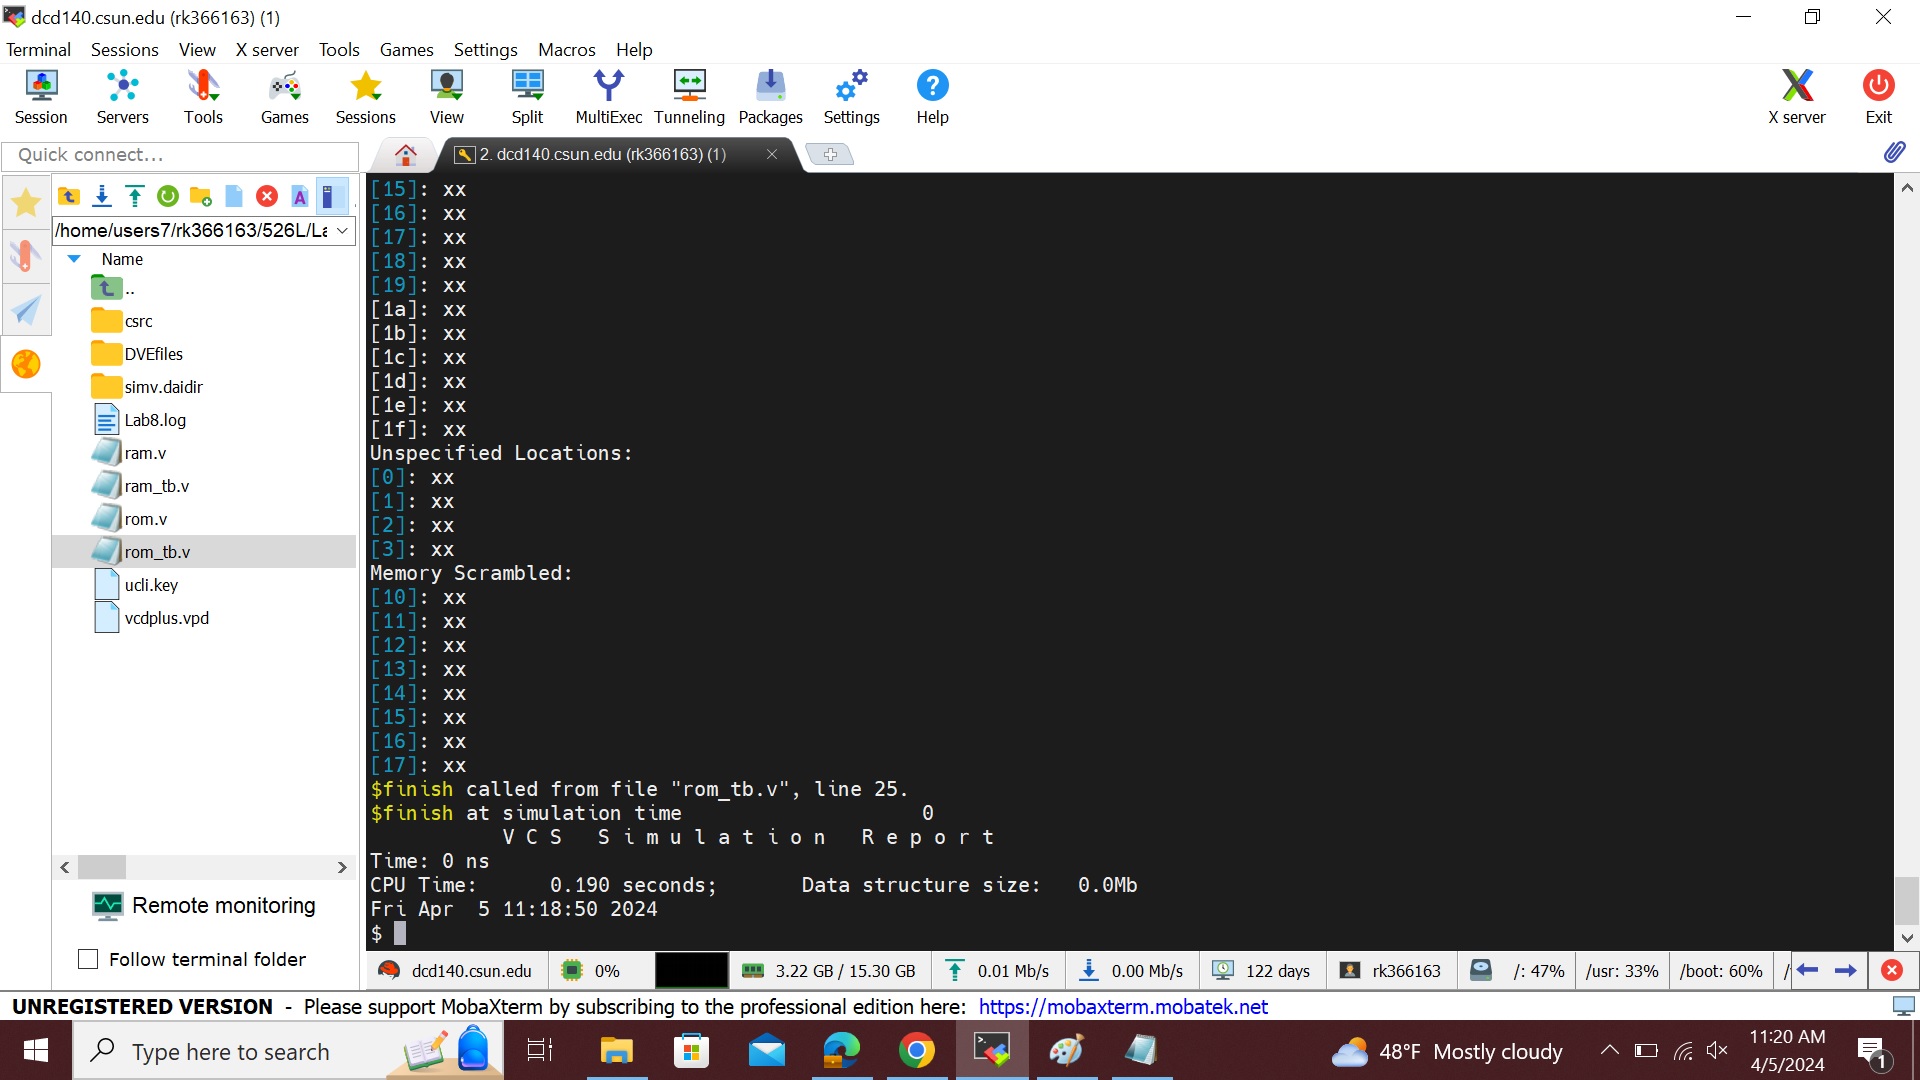 dcd140.csun.edu (rk366163) (1)
Terminal Sessions View X server Tools Games Settings Macros Help
Session Servers Tools Games Sessions View Split MultiExec Tunneling Packages Settings Help X server Exit
Quick connect...
2. dcd140.csun.edu (rk366163) (1)
/home/users7/rk366163/526L/La
Name
..
csrc
DVEfiles
simv.daidir
Lab8.log
ram.v
ram_tb.v
rom.v
rom_tb.v
ucli.key
vcdplus.vpd
Remote monitoring
Follow terminal folder
[15]: xx
[16]: xx
[17]: xx
[18]: xx
[19]: xx
[1a]: xx
[1b]: xx
[1c]: xx
[1d]: xx
[1e]: xx
[1f]: xx
Unspecified Locations:
[0]: xx
[1]: xx
[2]: xx
[3]: xx
Memory Scrambled:
[10]: xx
[11]: xx
[12]: xx
[13]: xx
[14]: xx
[15]: xx
[16]: xx
[17]: xx
$finish called from file "rom_tb.v", line 25.
$finish at simulation time 0
V C S S i m u l a t i o n R e p o r t
Time: 0 ns
CPU Time: 0.190 seconds; Data structure size: 0.0Mb
Fri Apr 5 11:18:50 2024
$
dcd140.csun.edu 0% 3.22 GB / 15.30 GB 0.01 Mb/s 0.00 Mb/s 122 days rk366163 /: 47% /usr: 33% /boot: 60% /
UNREGISTERED VERSION - Please support MobaXterm by subscribing to the professional edition here: https://mobaxterm.mobatek.net
Type here to search
48°F Mostly cloudy
11:20 AM
4/5/2024
1